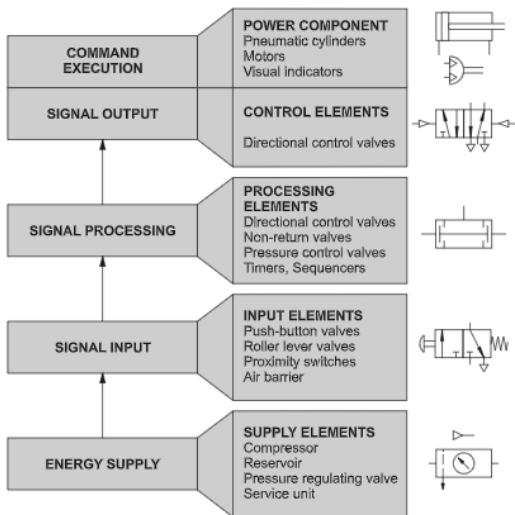 COMMAND
EXECUTION
POWER COMPONENT
Pneumatic cylinders
Motors
Visual indicators
SIGNAL OUTPUT
CONTROL ELEMENTS
Directional control valves
SIGNAL PROCESSING
PROCESSING
ELEMENTS
Directional control valves
Non-return valves
Pressure control valves
Timers, Sequencers
SIGNAL INPUT
INPUT ELEMENTS
Push-button valves
Roller lever valves
Proximity switches
Air barrier
ENERGY SUPPLY
SUPPLY ELEMENTS
Compressor
Reservoir
Pressure regulating valve
Service unit